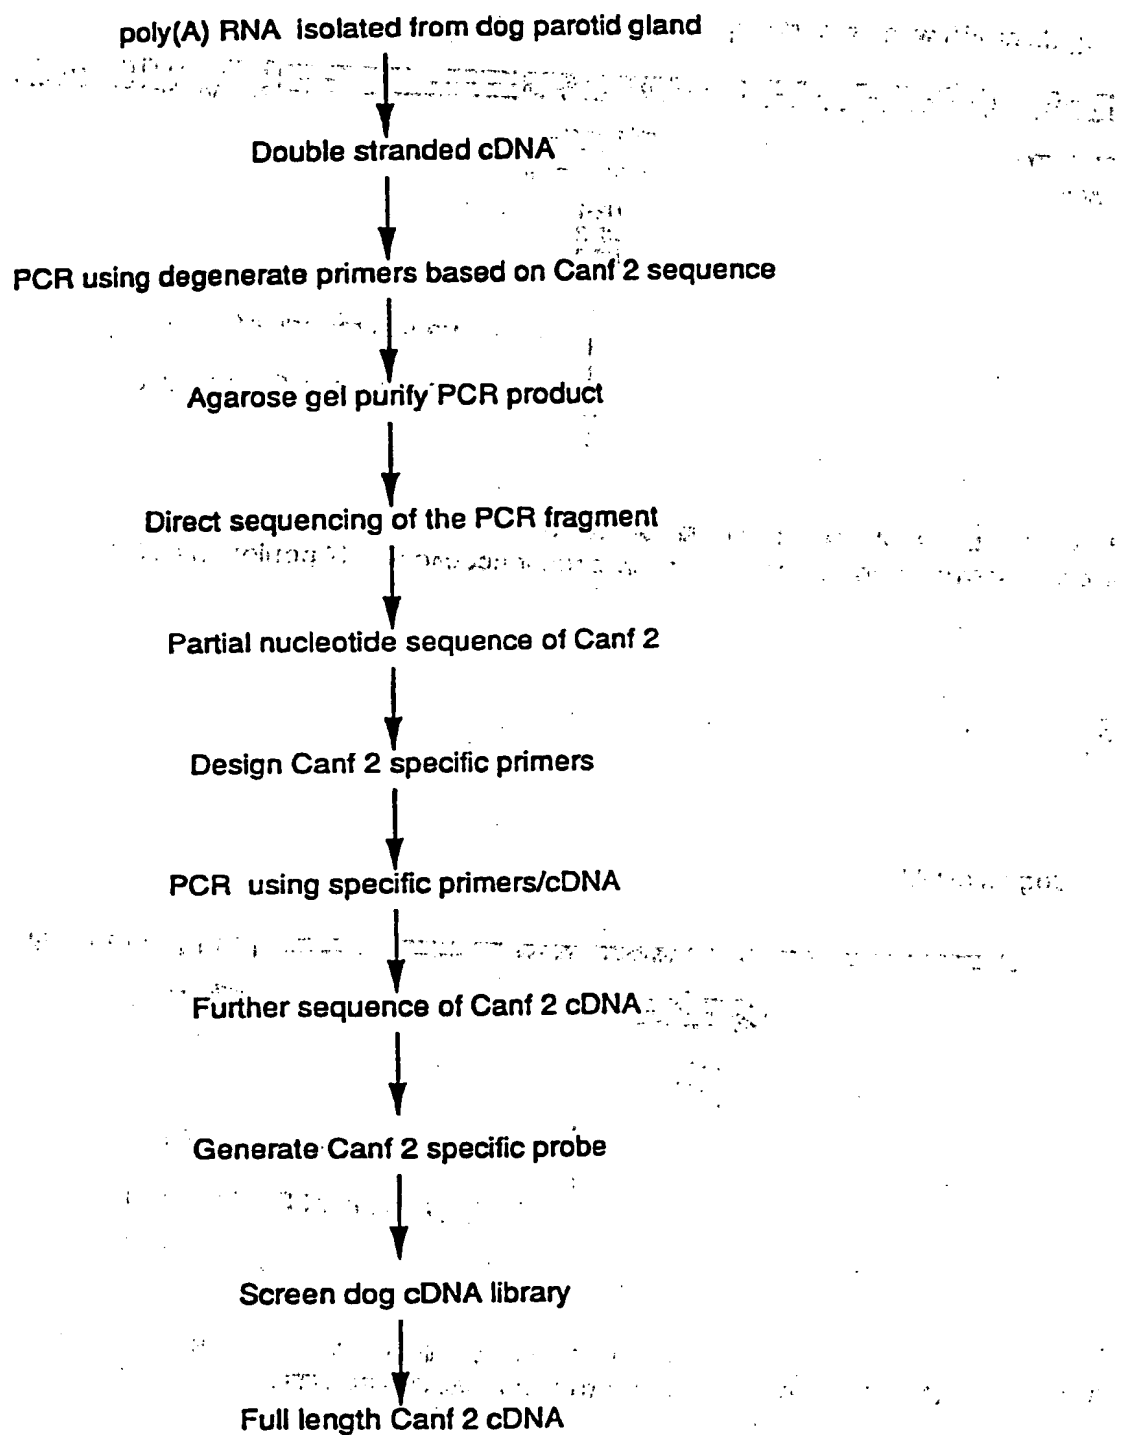 poly(A) RNA isolated from dog parotid gland
Double stranded cDNA
PCR using degenerate primers based on Canf 2 sequence
Agarose gel purify PCR product
Direct sequencing of the PCR fragment
Partial nucleotide sequence of Canf 2
Design Canf 2 specific primers
PCR using specific primers/cDNA
Further sequence of Canf 2 cDNA
Generate Canf 2 specific probe
Screen dog cDNA library
Full length Canf 2 cDNA